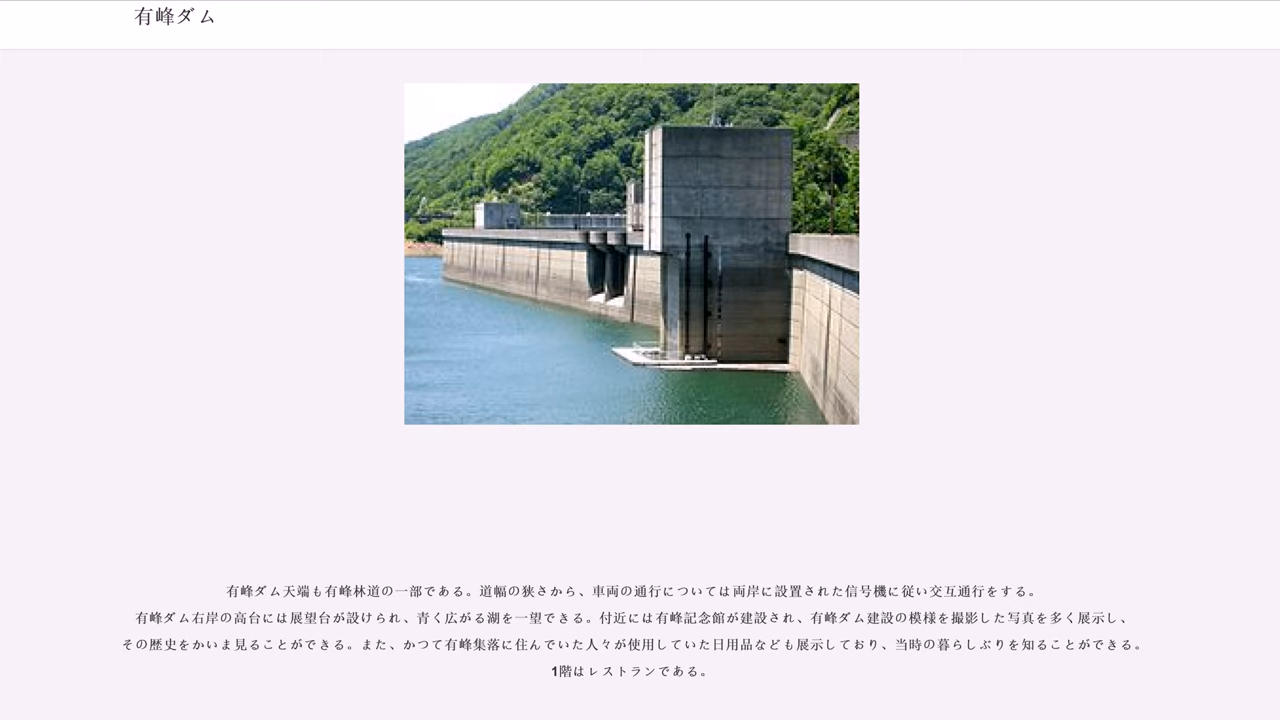 有峰ダム
有峰ダム天端も有峰林道の一部である。道幅の狭さから、車両の通行については両岸に設置された信号機に従い交互通行をする。
有峰ダム右岸の高台には展望台が設けられ、青く広がる湖を一望できる。付近には有峰記念館が建設され、有峰ダム建設の模様を撮影した写真を多く展示し、
その歴史をかいま見ることができる。また、かつて有峰集落に住んでいた人々が使用していた日用品なども展示しており、当時の暮らしぶりを知ることができる。
1階はレストランである。